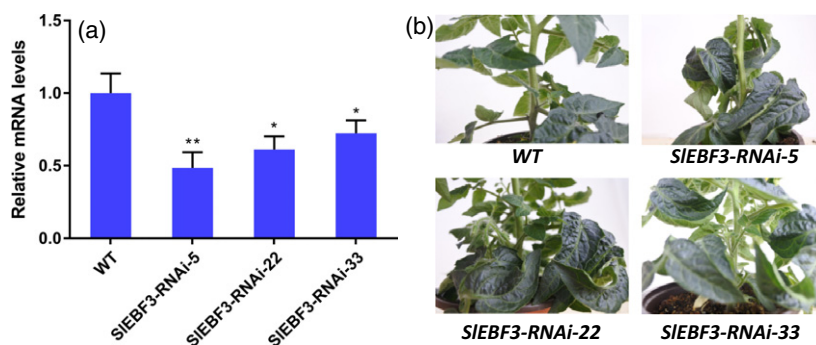 (a)
Relative mRNA levels
1.5
1.0
0.5
0.0
**
*
*
WT
SlEBF3-RNAi-5
SlEBF3-RNAi-22
SlEBF3-RNAi-33
(b)
WT
SlEBF3-RNAi-5
SlEBF3-RNAi-22
SlEBF3-RNAi-33